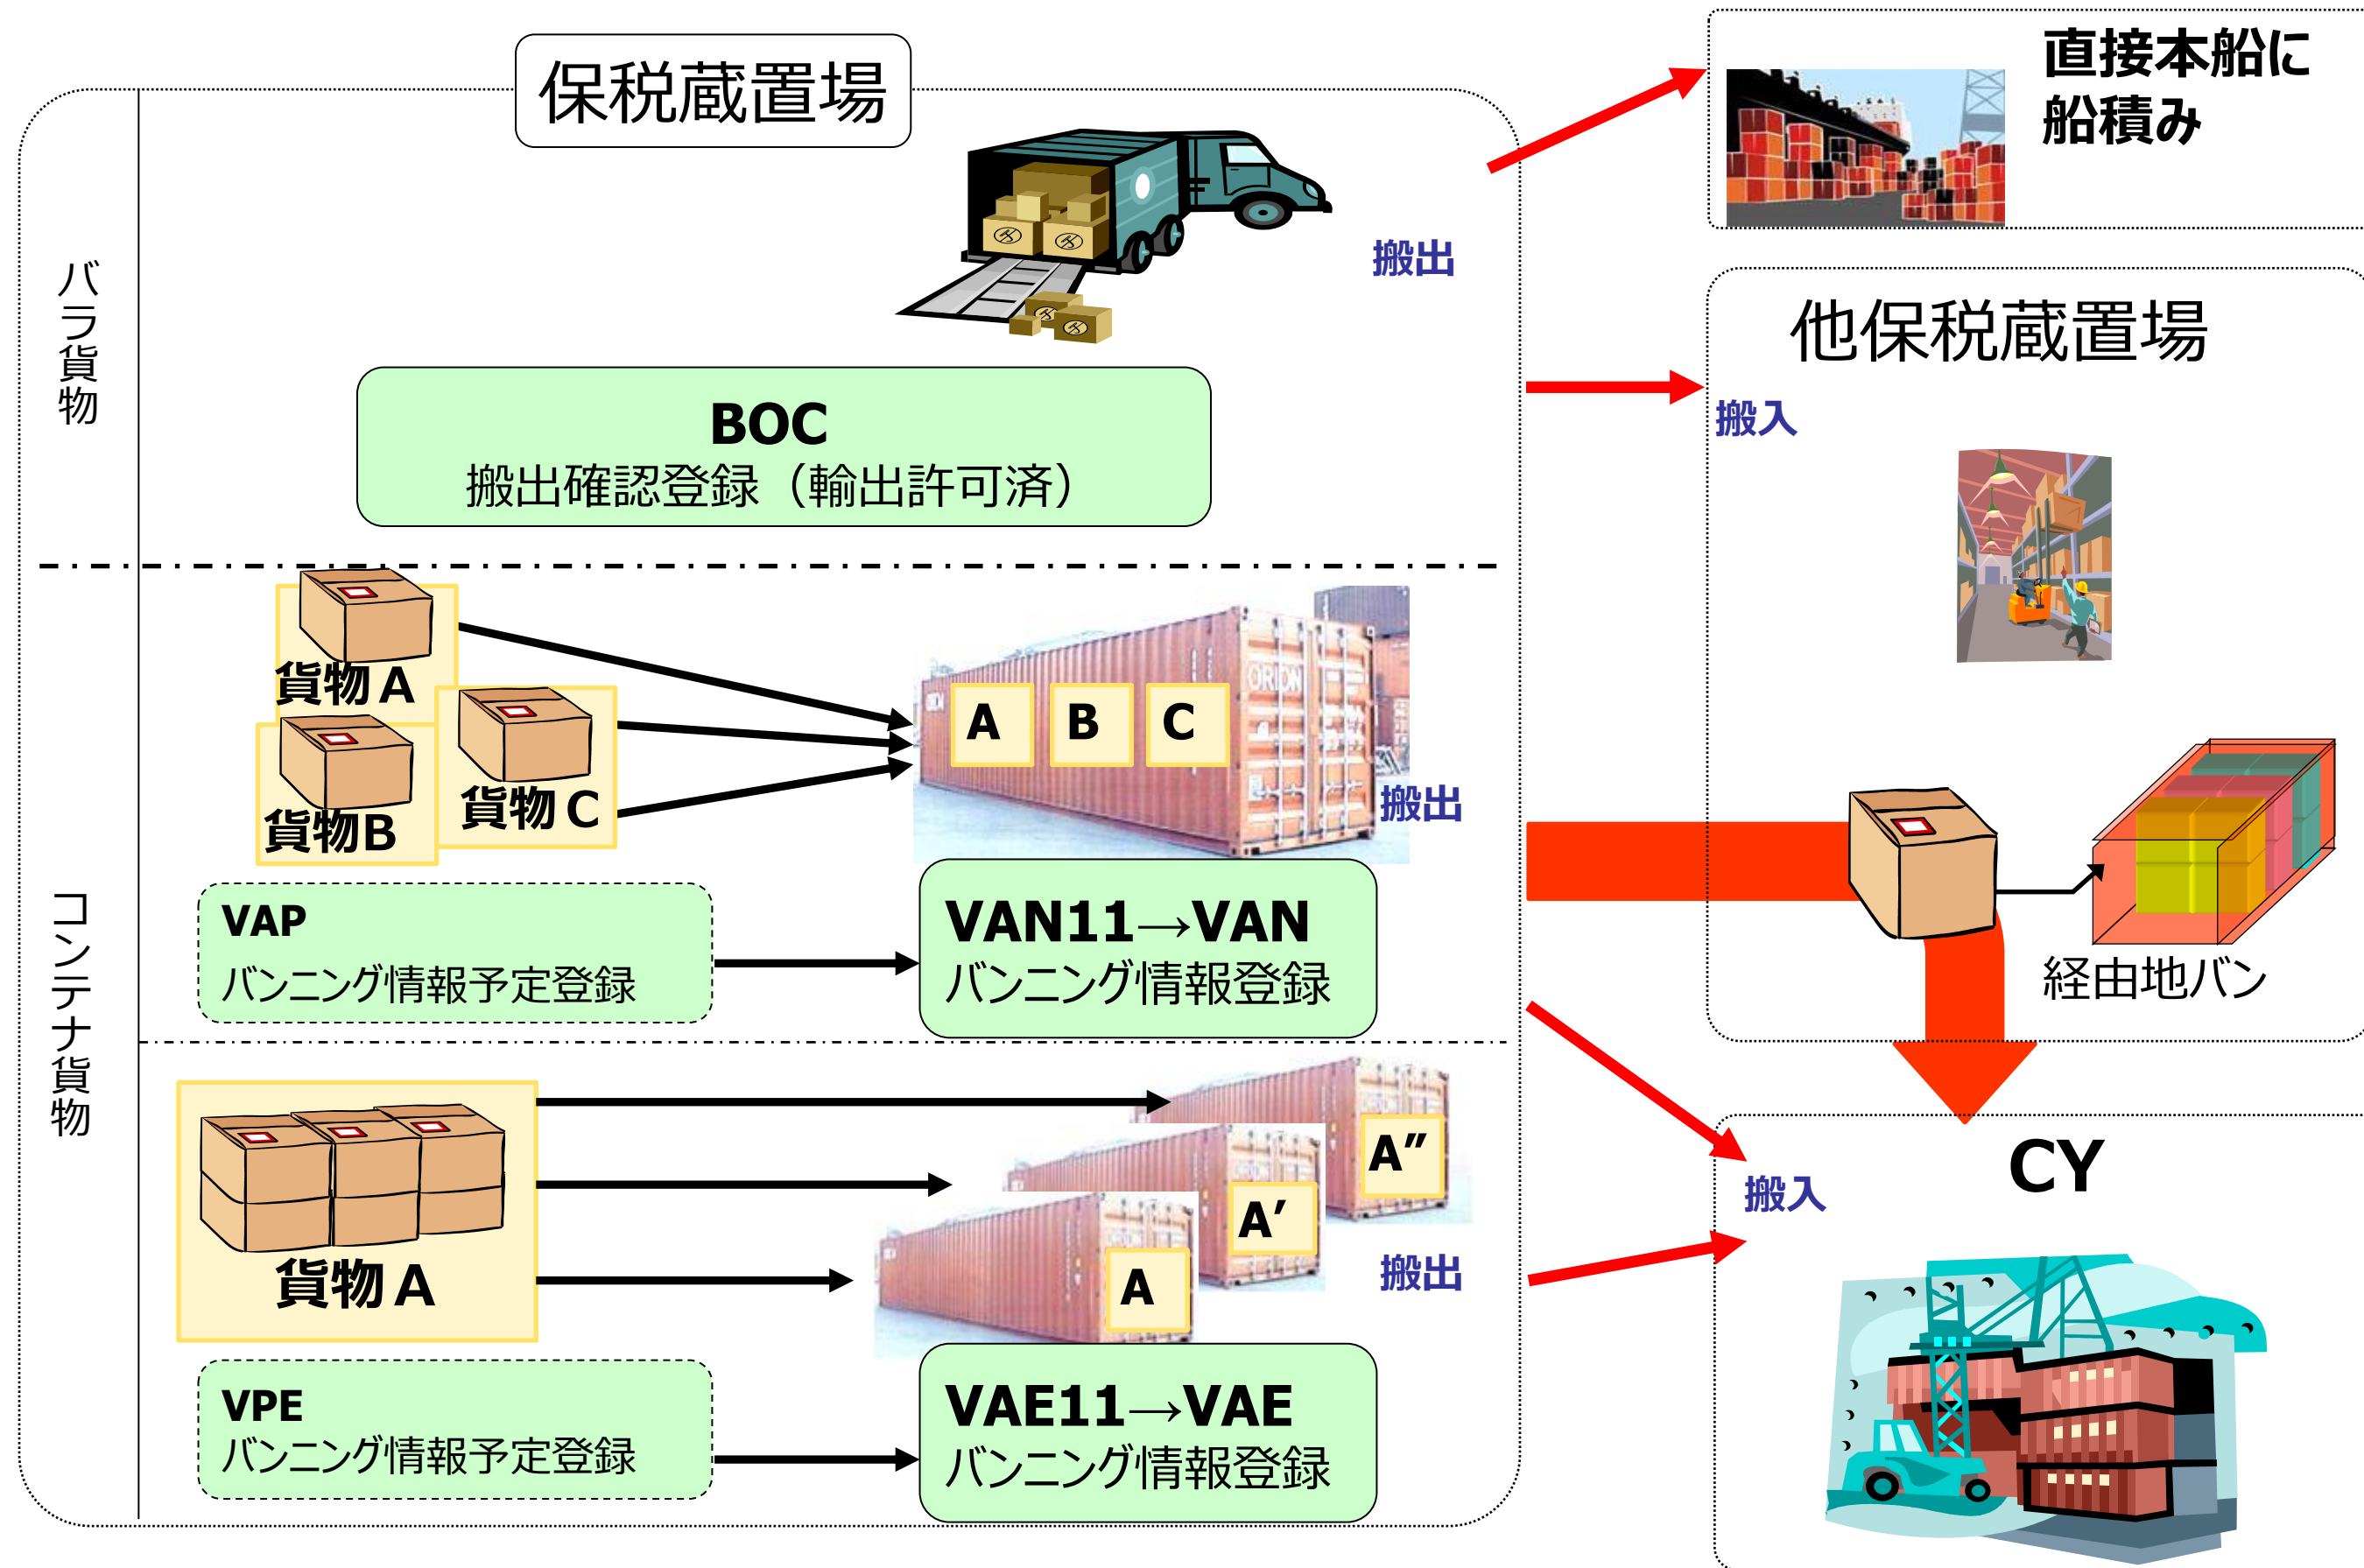 保税蔵置場
バラ貨物
搬出
BOC
搬出確認登録（輸出許可済）
コンテナ貨物
貨物A
貨物B
貨物C
ORION
A
B
C
搬出
VAP
バンニング情報予定登録
VAN11→VAN
バンニング情報登録
貨物A
A
A′
A″
搬出
VPE
バンニング情報予定登録
VAE11→VAE
バンニング情報登録
直接本船に
船積み
他保税蔵置場
搬入
経由地バン
CY
搬入